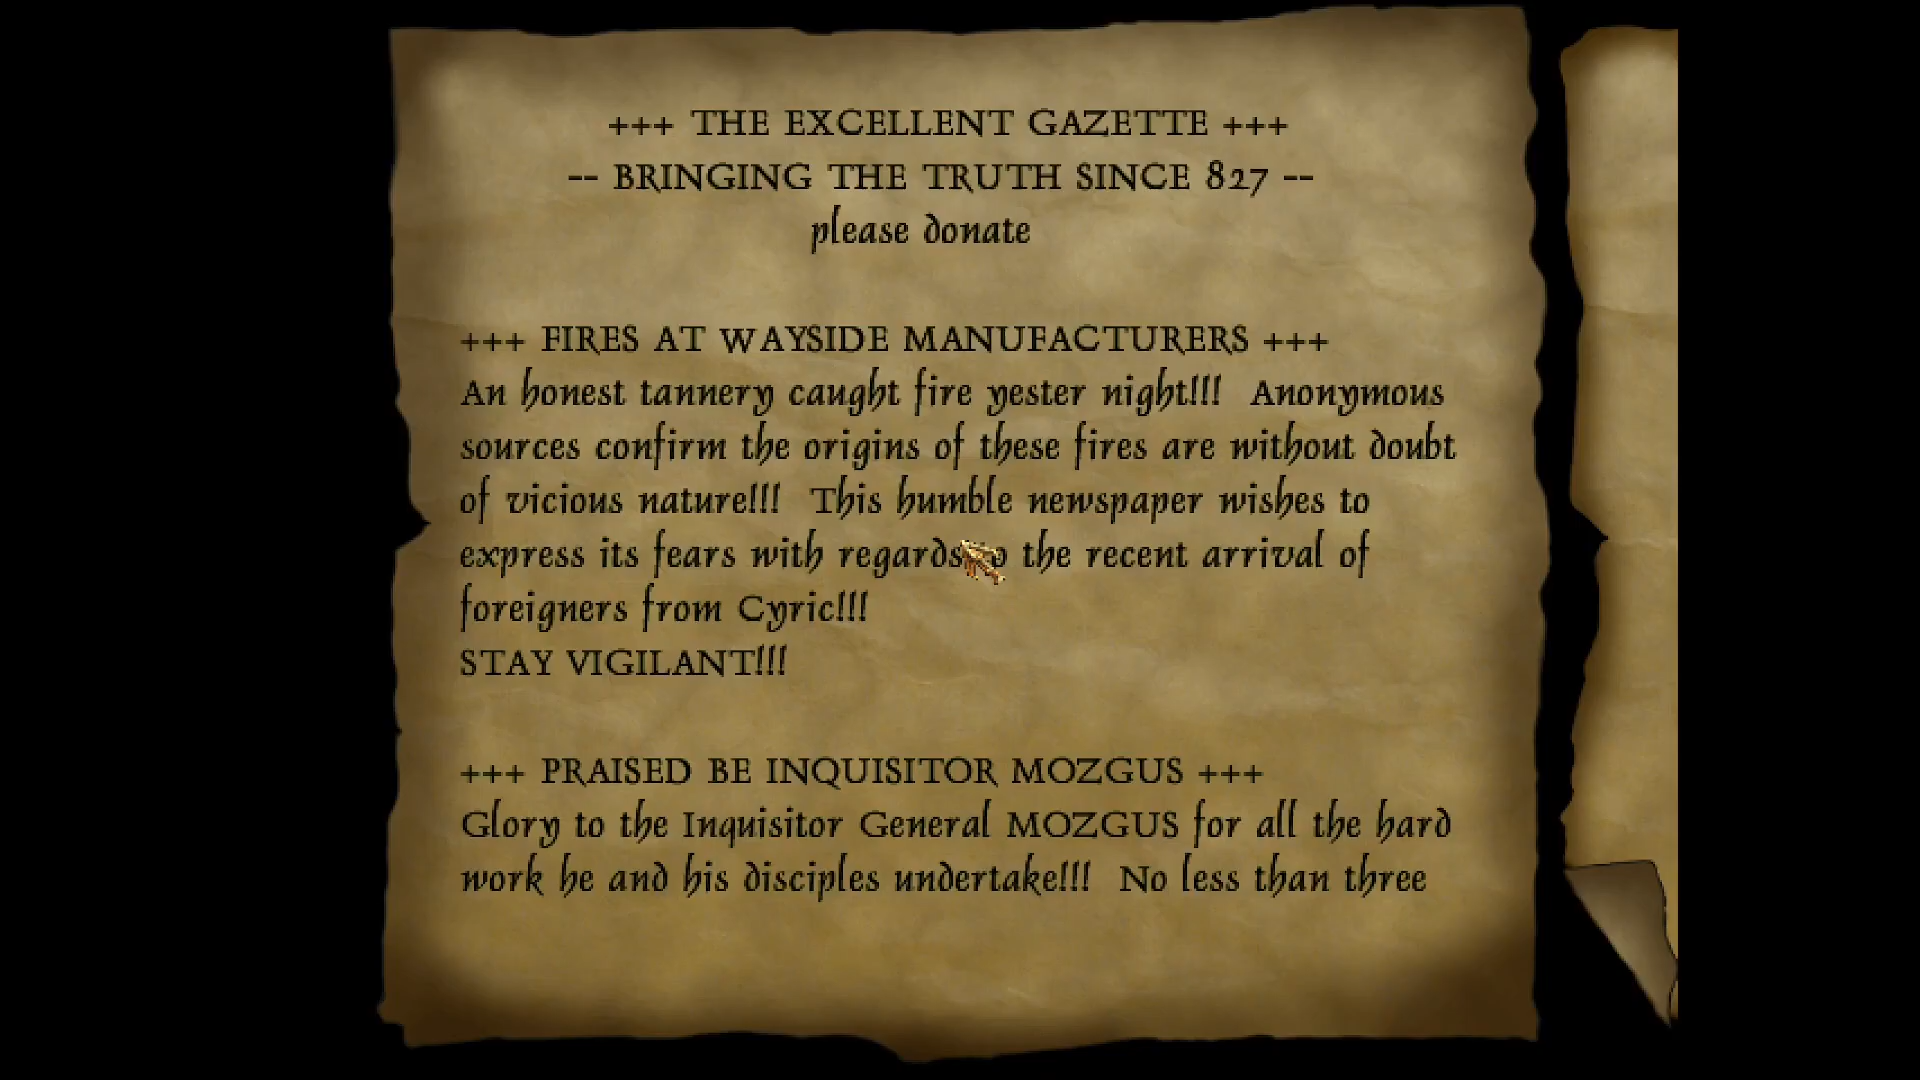 +++ THE EXCELLENT GAZETTE +++
-- BRINGING THE TRUTH SINCE 827 --
please donate
+++ FIRES AT WAYSIDE MANUFACTURERS +++
An honest tannery caught fire yester night!!! Anonymous
sources confirm the origins of these fires are without doubt
of vicious nature!!! This humble newspaper wishes to
express its fears with regards the recent arrival of
foreigners from Cyric!!!
STAY VIGILANT!!!
+++ PRAISED BE INQUISITOR MOZGUS +++
Glory to the Inquisitor General MOZGUS for all the hard
work he and his disciples undertake!!! No less than three